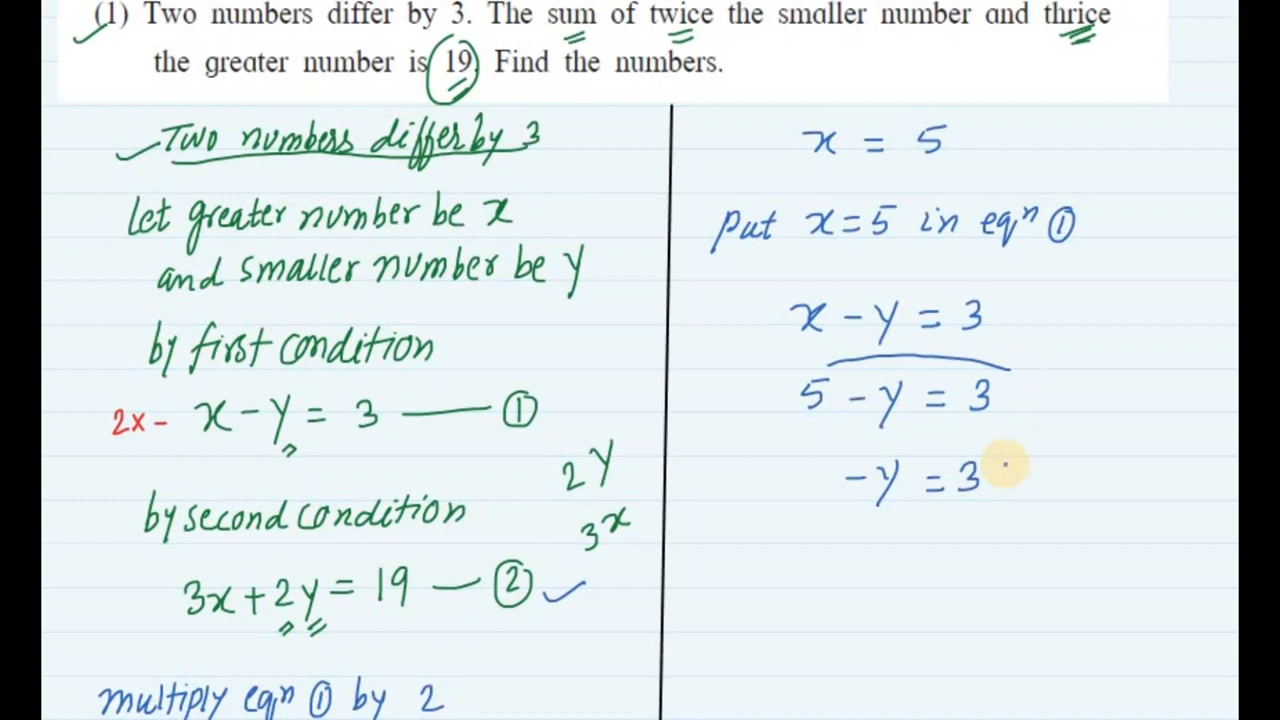 (1) Two numbers differ by 3. The sum of twice the smaller number and thrice
the greater number is 19 Find the numbers.
Two numbers differ by 3
let greater number be x
and smaller number be y
by first condition
2x- x - y = 3 —— ①
by second condition
2y
3x
3x + 2y = 19 — ②
multiply eqn ① by 2
x = 5
put x = 5 in eqn ①
x - y = 3
5 - y = 3
- y = 3